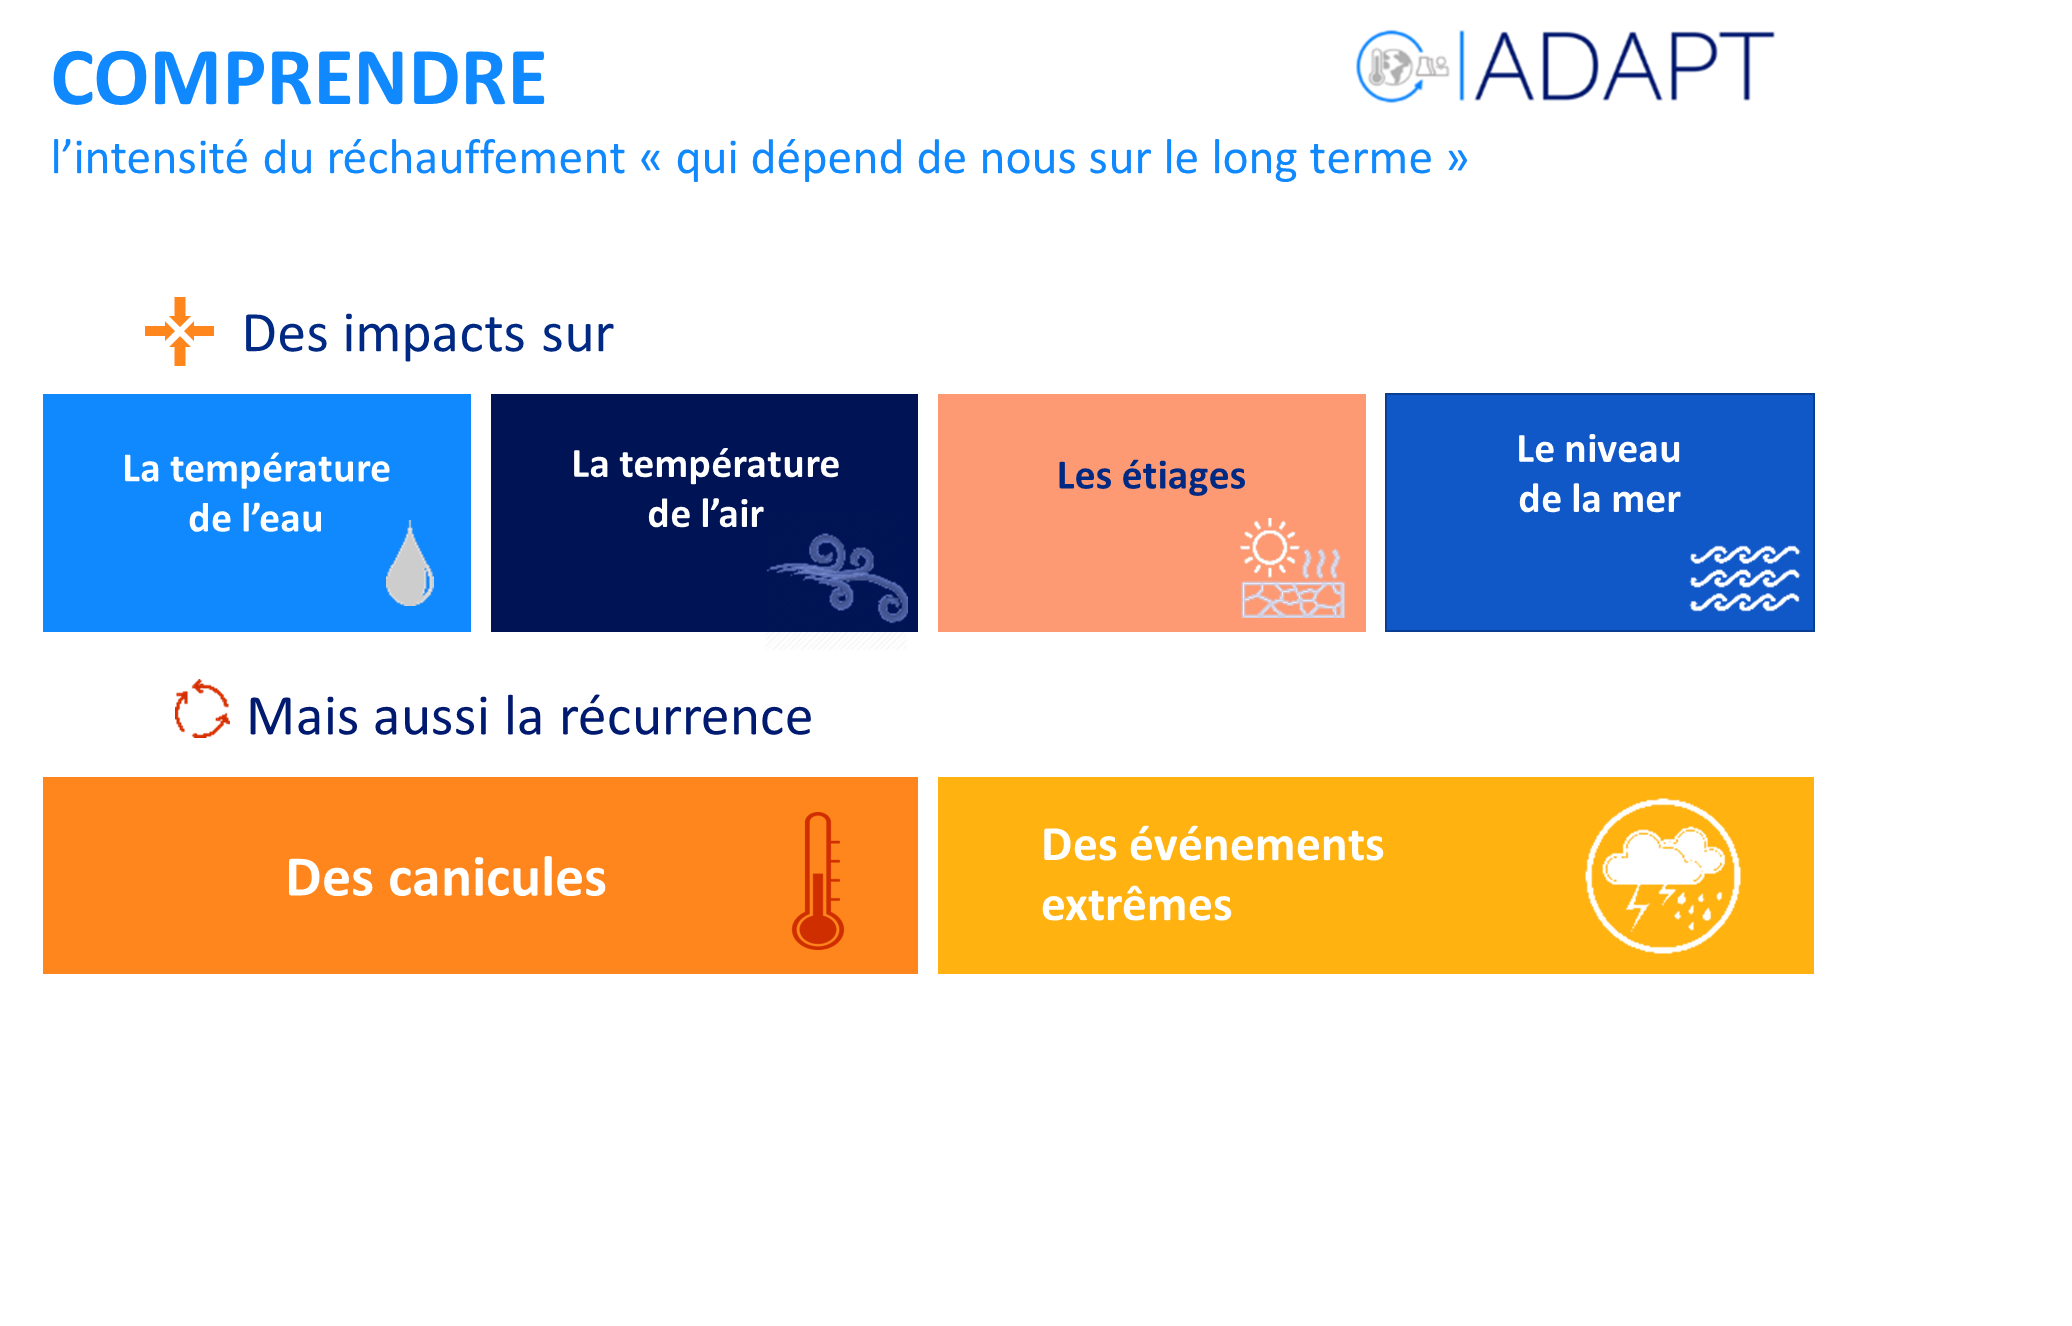 COMPRENDRE
ADAPT
l’intensité du réchauffement « qui dépend de nous sur le long terme »
Des impacts sur
La température
de l’eau
La température
de l’air
Les étiages
Le niveau
de la mer
Mais aussi la récurrence
Des canicules
Des événements
extrêmes